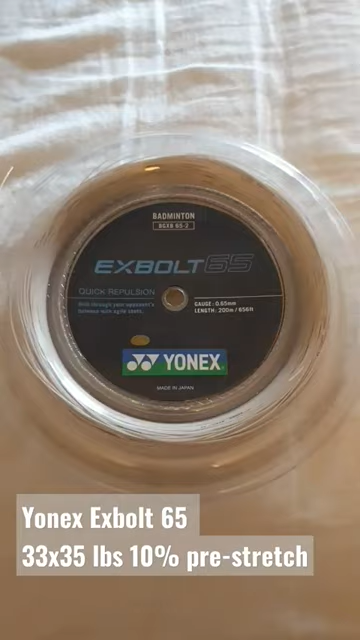 BADMINTON
BGXB 65-2
EXBOLT 65
QUICK REPULSION
GAUGE : 0.65mm
LENGTH : 200m / 656ft
YONEX
MADE IN JAPAN
Yonex Exbolt 65
33x35 lbs 10% pre-stretch